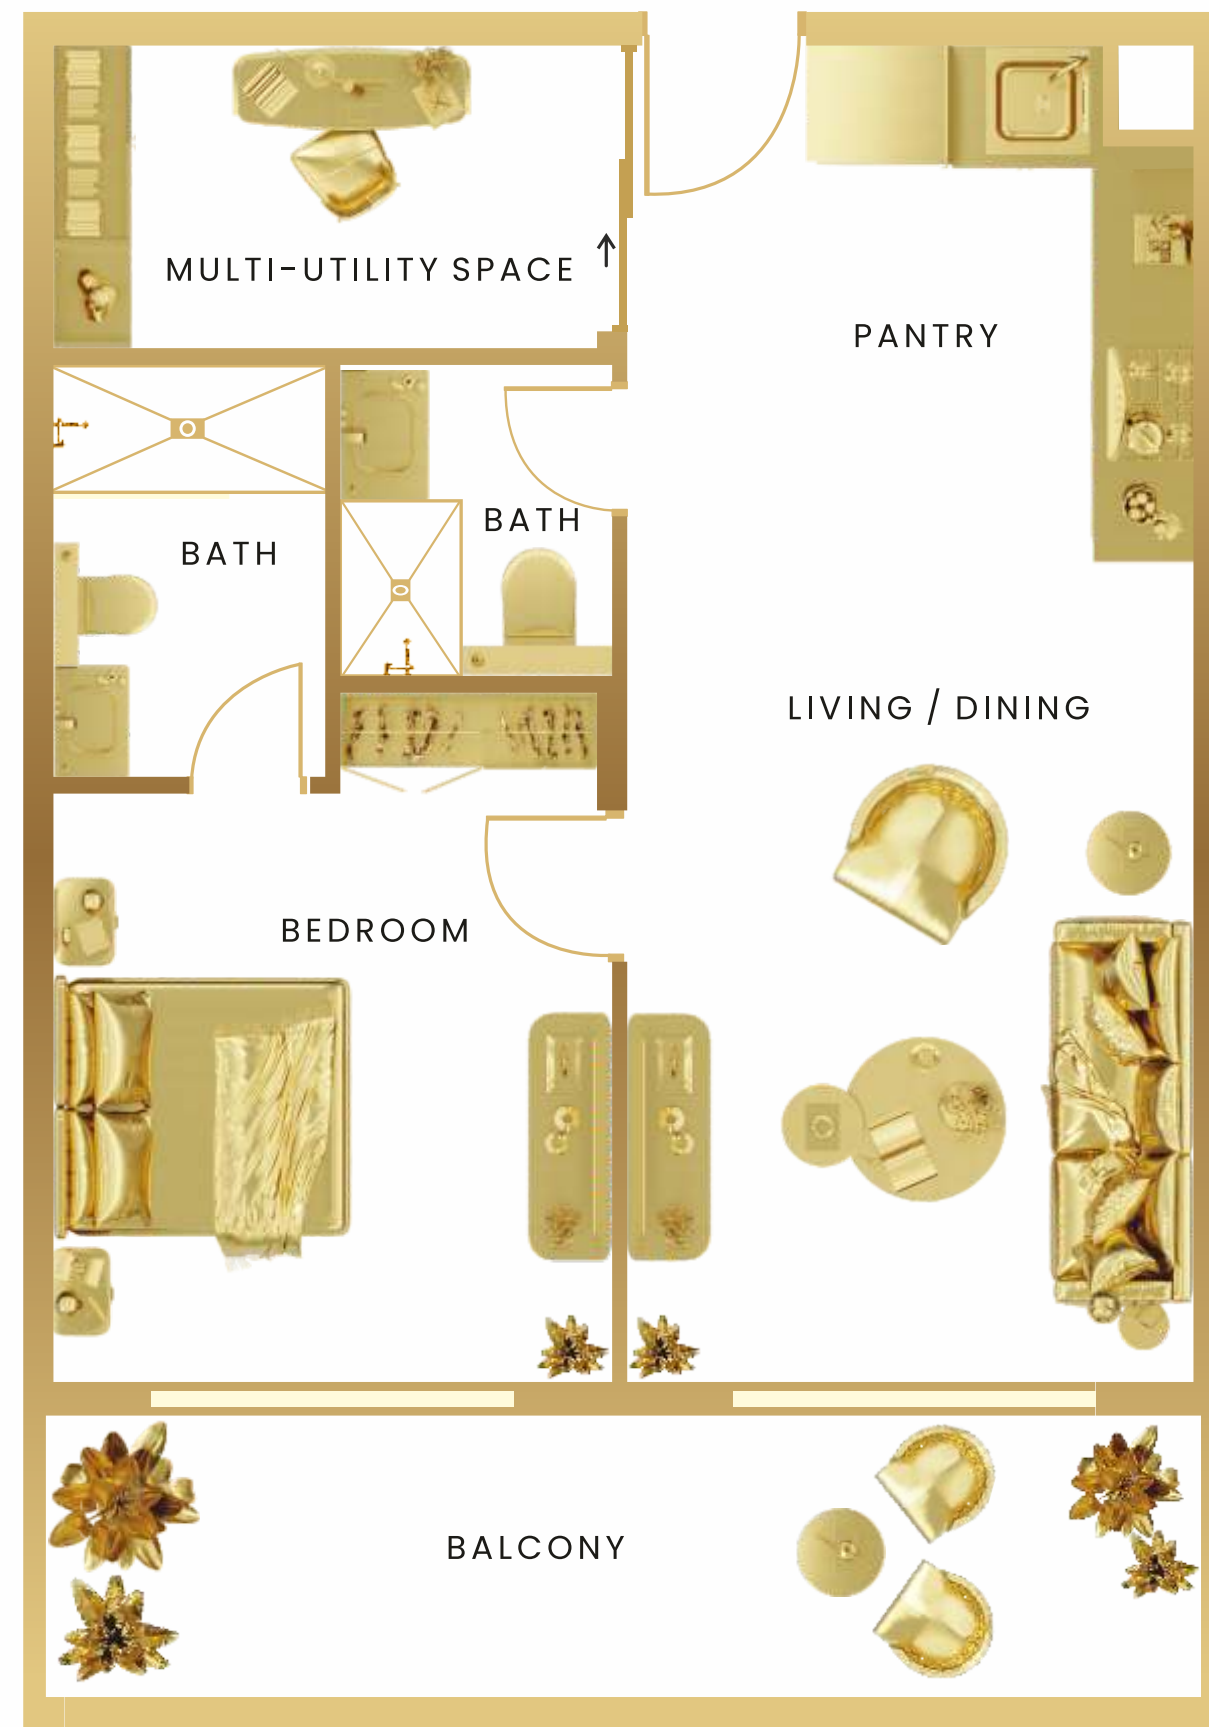 MULTI-UTILITY SPACE
PANTRY
BATH
BATH
LIVING / DINING
BEDROOM
BALCONY